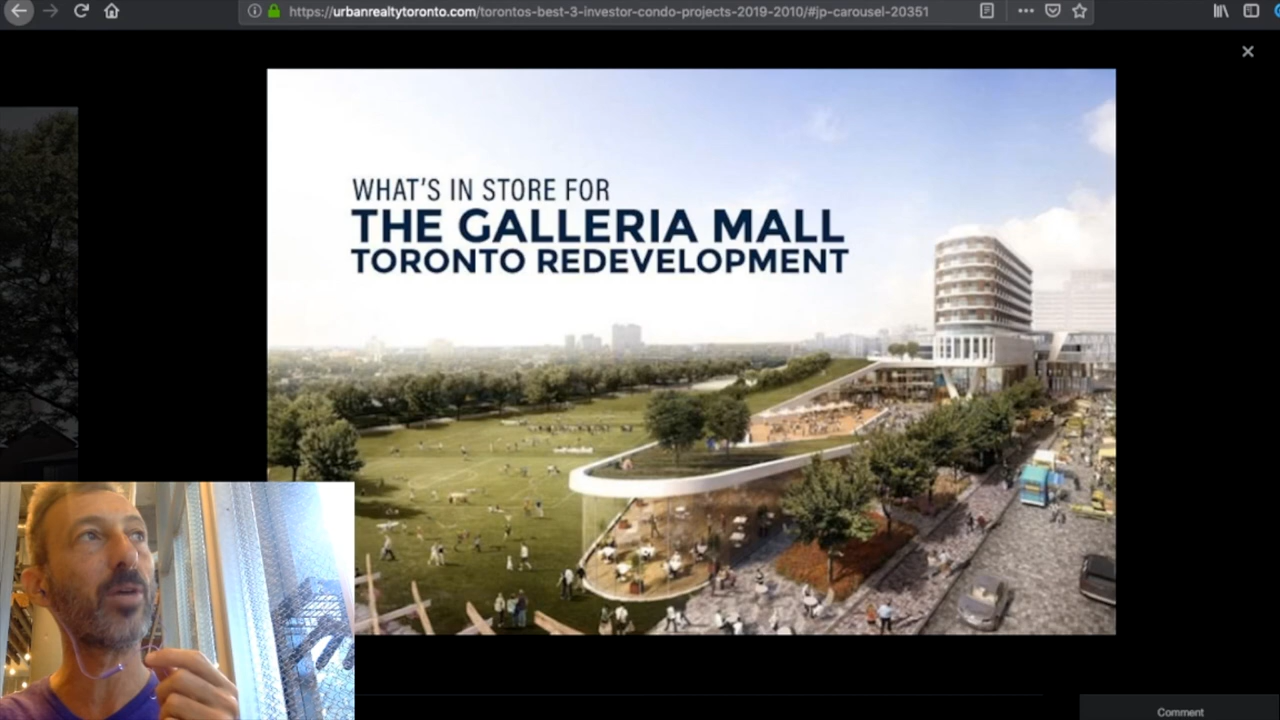 https://urbanrealtytoronto.com/torontos-best-3-investor-condo-projects-2019-2010/#jp-carousel-20351
WHAT'S IN STORE FOR
THE GALLERIA MALL
TORONTO REDEVELOPMENT
Comment